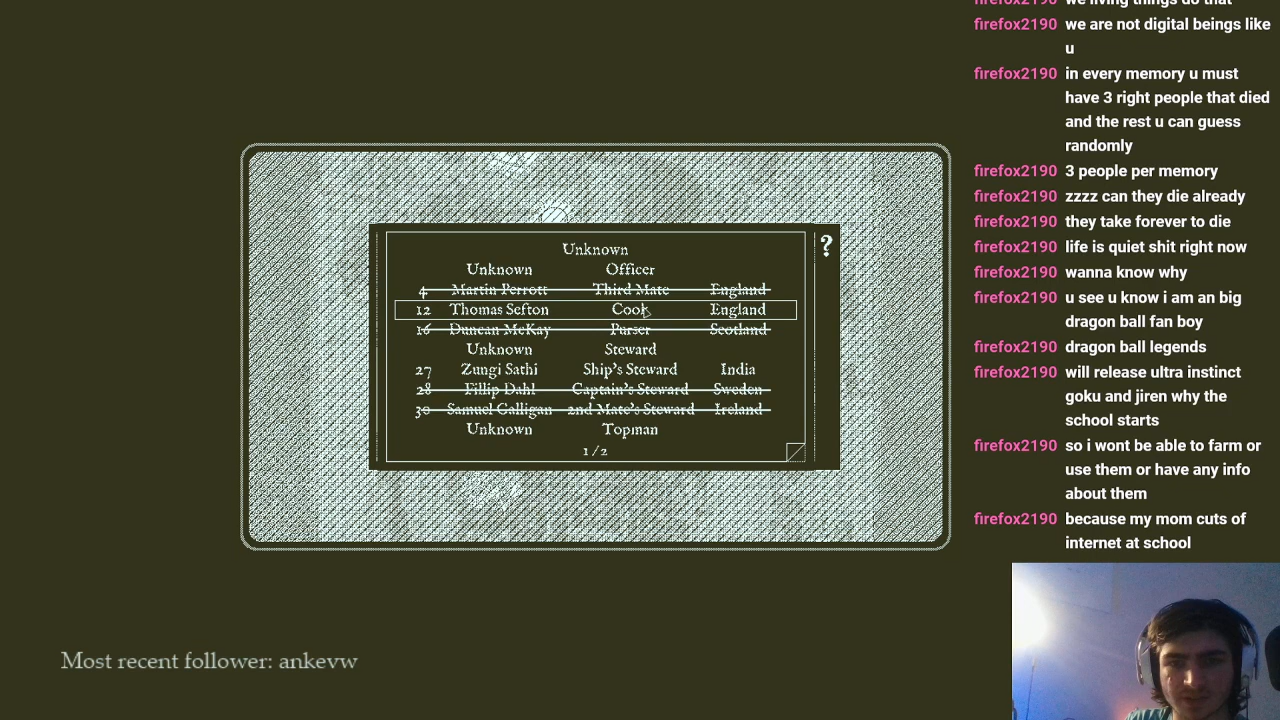 Unknown
Unknown Officer
4 Martin Perrott Third Mate England
12 Thomas Sefton Cook England
16 Duncan McKay Purser Scotland
Unknown Steward
27 Zungi Sathi Ship's Steward India
28 Fillip Dahl Captain's Steward Sweden
30 Samuel Galligan 2nd Mate's Steward Ireland
Unknown Topman
1/2
?
firefox2190 we living things do that
firefox2190 we are not digital beings like
u
firefox2190 in every memory u must
have 3 right people that died
and the rest u can guess
randomly
firefox2190 3 people per memory
firefox2190 zzzz can they die already
firefox2190 they take forever to die
firefox2190 life is quiet shit right now
firefox2190 wanna know why
firefox2190 u see u know i am an big
dragon ball fan boy
firefox2190 dragon ball legends
firefox2190 will release ultra instinct
goku and jiren why the
school starts
firefox2190 so i wont be able to farm or
use them or have any info
about them
firefox2190 because my mom cuts of
internet at school
Most recent follower: ankevw